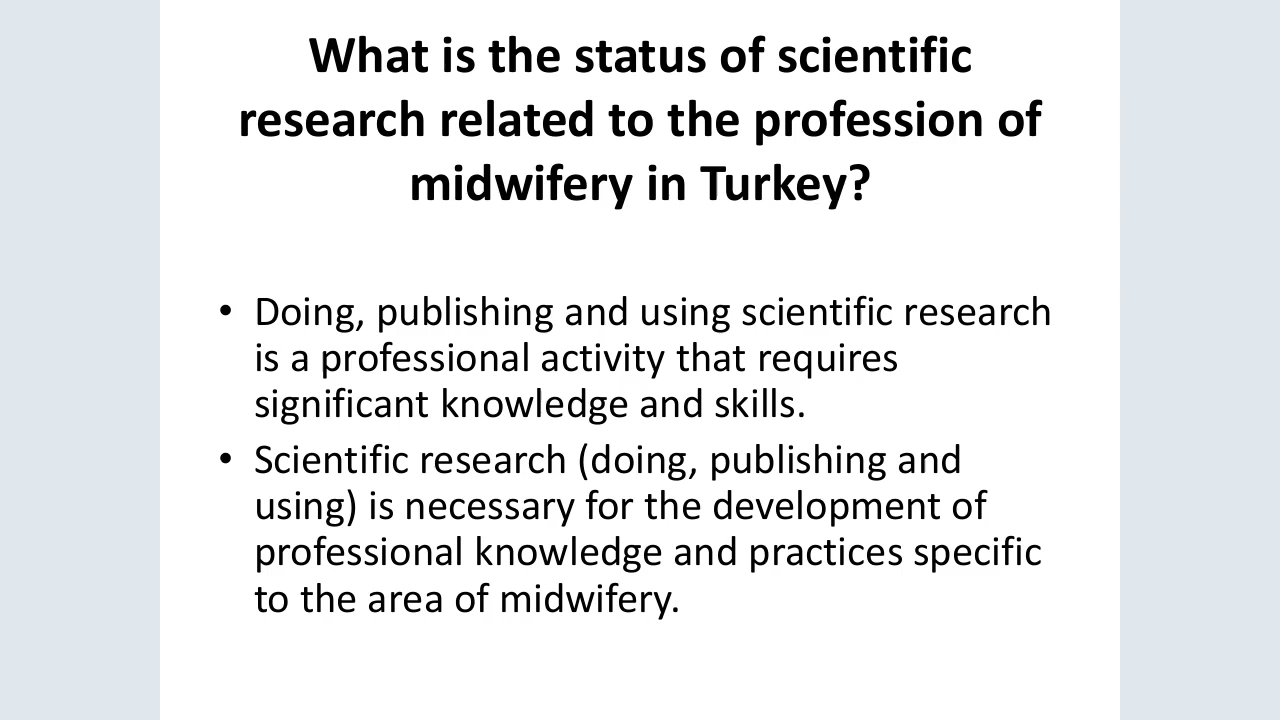 What is the status of scientific
research related to the profession of
midwifery in Turkey?
• Doing, publishing and using scientific research
is a professional activity that requires
significant knowledge and skills.
• Scientific research (doing, publishing and
using) is necessary for the development of
professional knowledge and practices specific
to the area of midwifery.